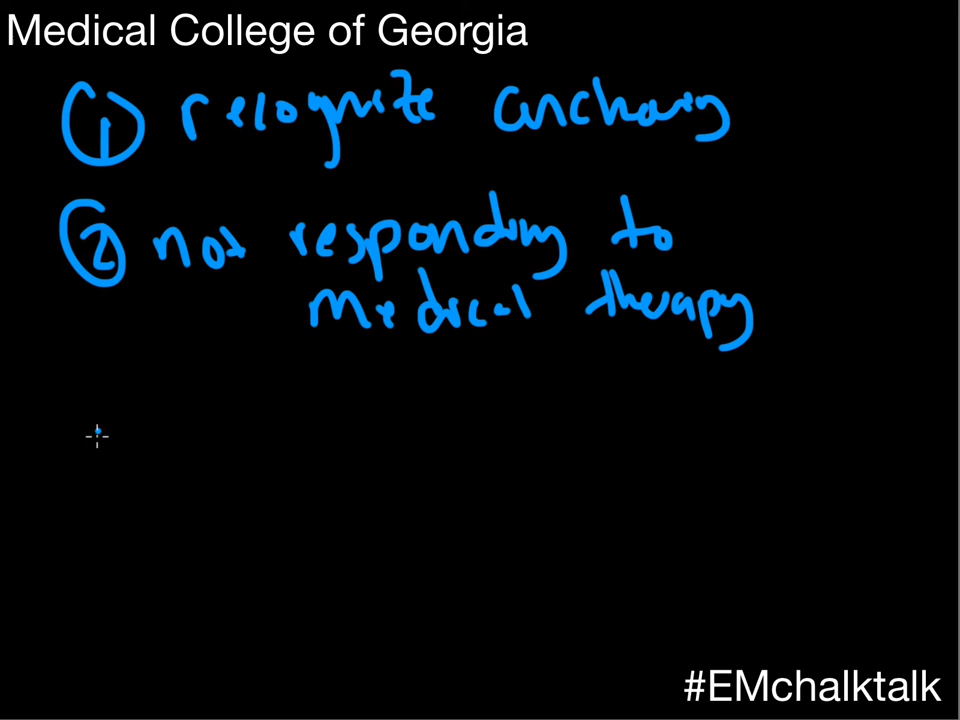 Medical College of Georgia
① recognize anchoring
② not responding to
medical therapy
#EMchalktalk